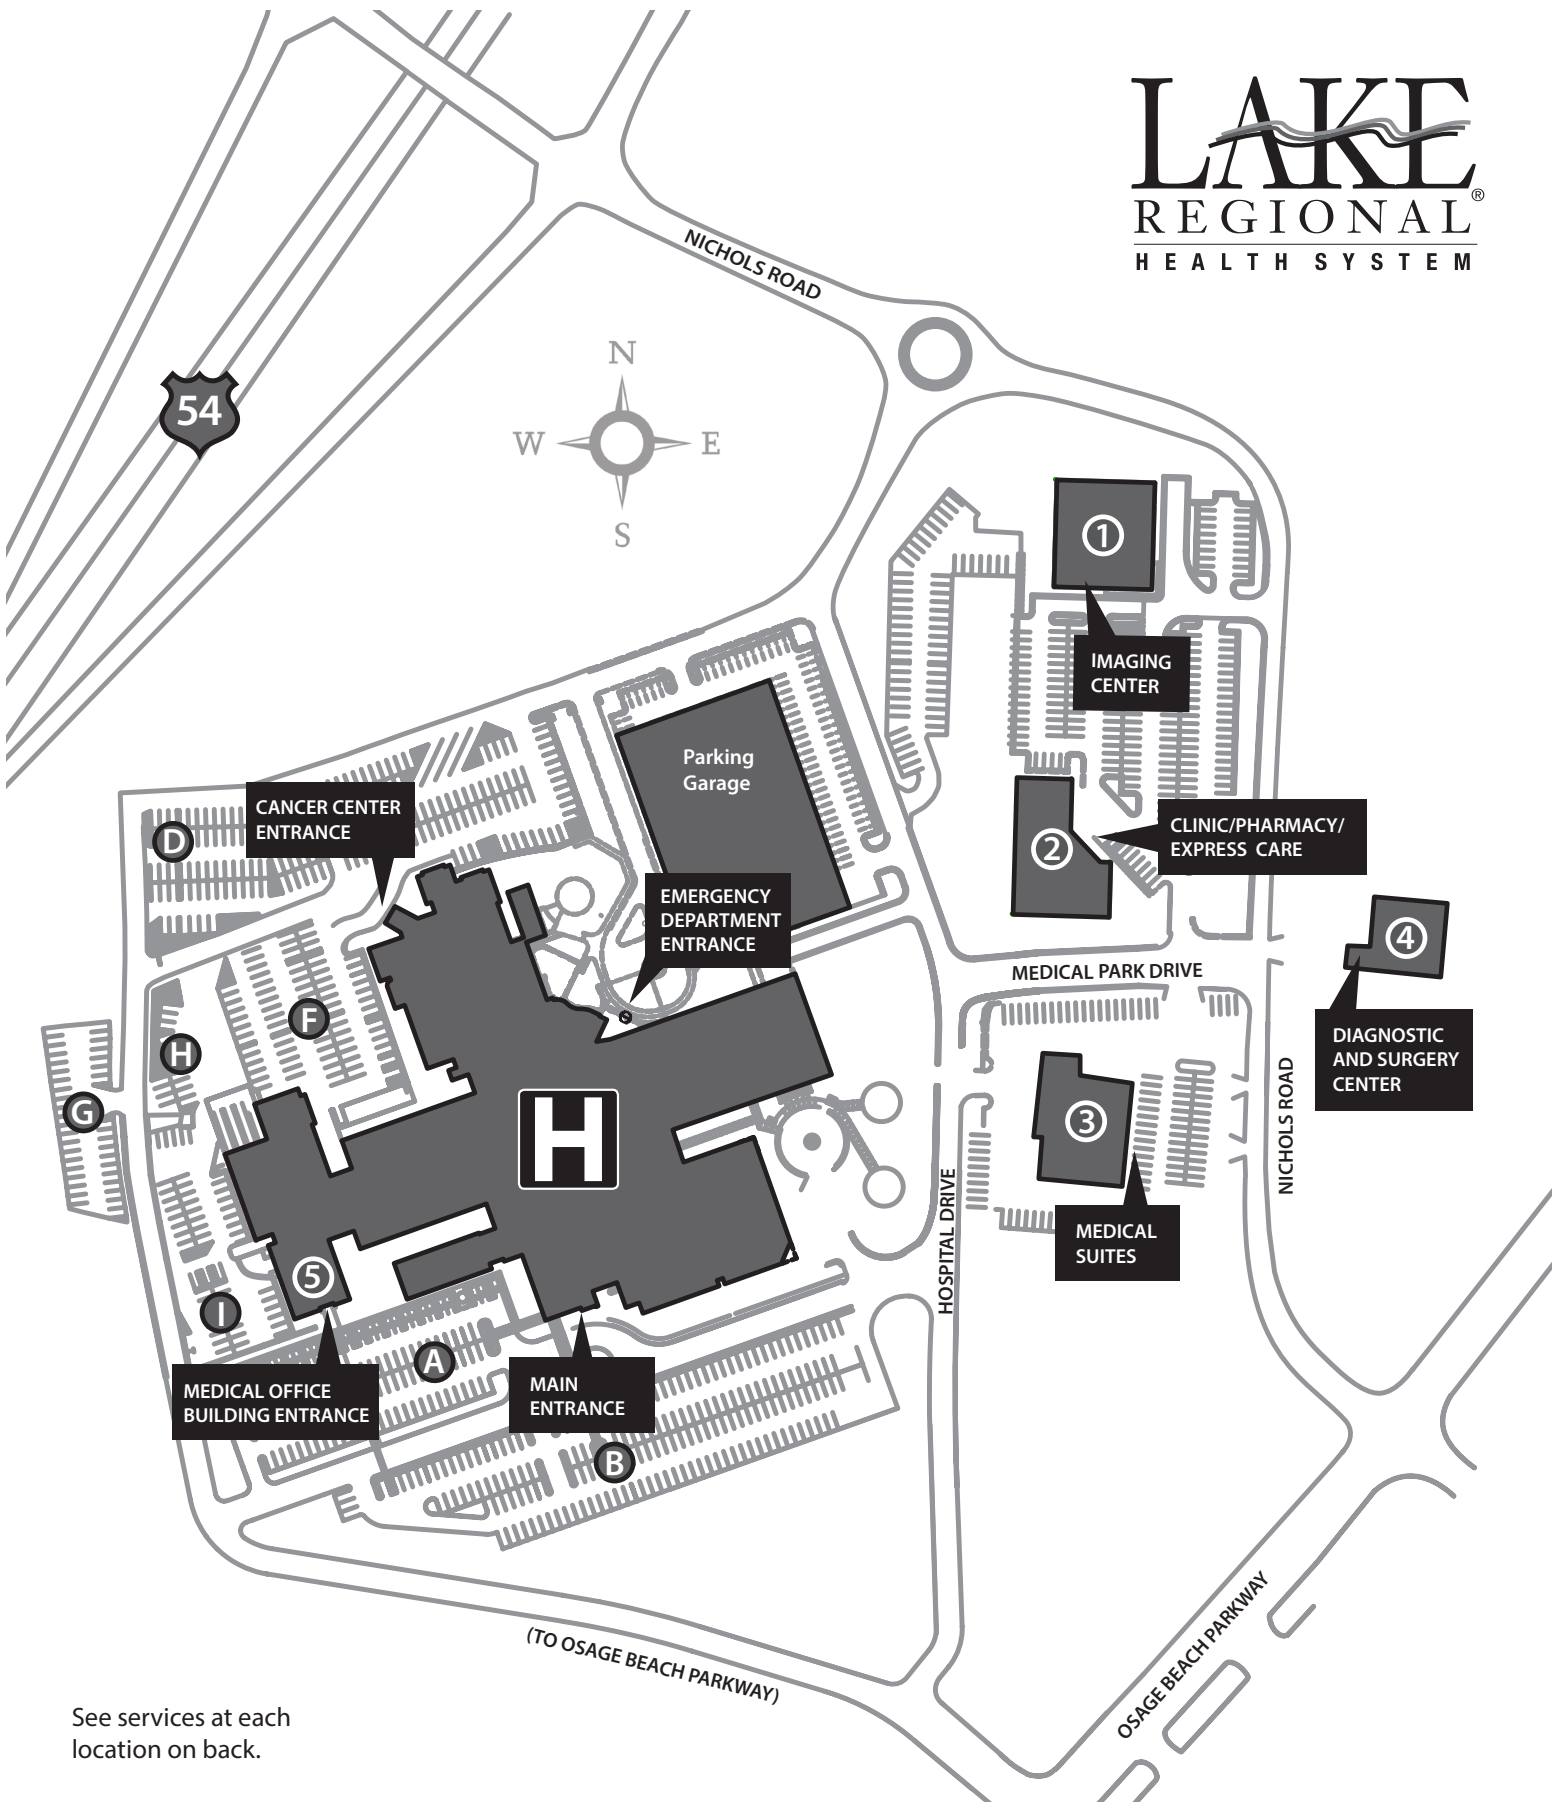 LAKE
REGIONAL®
HEALTH SYSTEM
NICHOLS ROAD
N
W
E
S
54
1
IMAGING
CENTER
Parking
Garage
CANCER CENTER
ENTRANCE
D
CLINIC/PHARMACY/
EXPRESS CARE
2
EMERGENCY
DEPARTMENT
ENTRANCE
4
MEDICAL PARK DRIVE
F
H
G
DIAGNOSTIC
AND SURGERY
CENTER
NICHOLS ROAD
3
H
HOSPITAL DRIVE
MEDICAL
SUITES
5
I
A
MEDICAL OFFICE
BUILDING ENTRANCE
MAIN
ENTRANCE
B
(TO OSAGE BEACH PARKWAY)
OSAGE BEACH PARKWAY
See services at each
location on back.